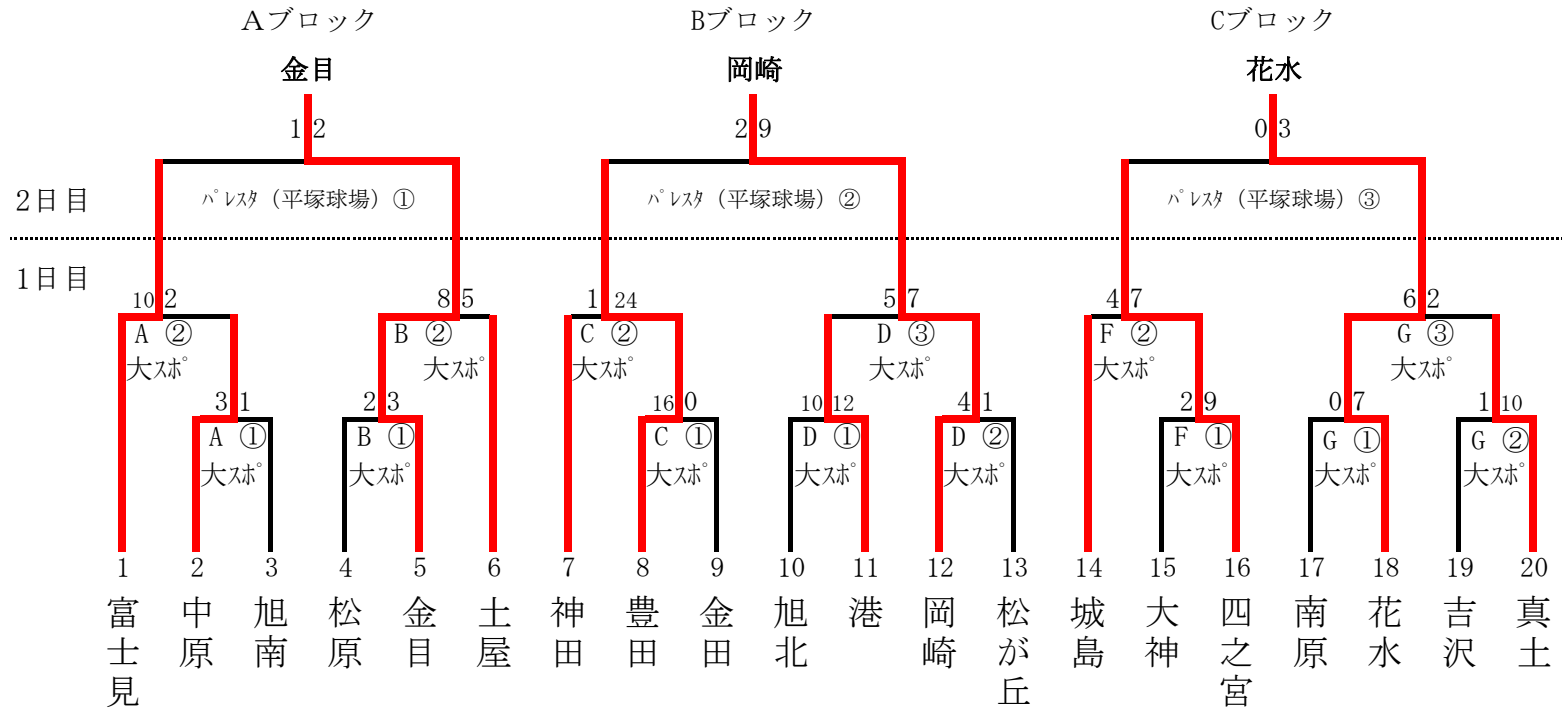 Aブロック Bブロック Cブロック
金目 岡崎 花水
1 2 2 9 0 3
2日目 パレスタ（平塚球場）① パレスタ（平塚球場）② パレスタ（平塚球場）③
1日目
10 2 8 5 1 24 5 7 4 7 6 2
A ② B ② C ② D ③ F ② G ③
大スポ 大スポ 大スポ 大スポ 大スポ 大スポ
3 1 2 3 16 0 10 12 4 1 2 9 0 7 1 10
A ① B ① C ① D ① D ② F ① G ① G ②
大スポ 大スポ 大スポ 大スポ 大スポ 大スポ 大スポ 大スポ
1 2 3 4 5 6 7 8 9 10 11 12 13 14 15 16 17 18 19 20
富士見 中原 旭南 松原 金目 土屋 神田 豊田 金田 旭北 港 岡崎 松が丘 城島 大神 四之宮 南原 花水 吉沢 真土